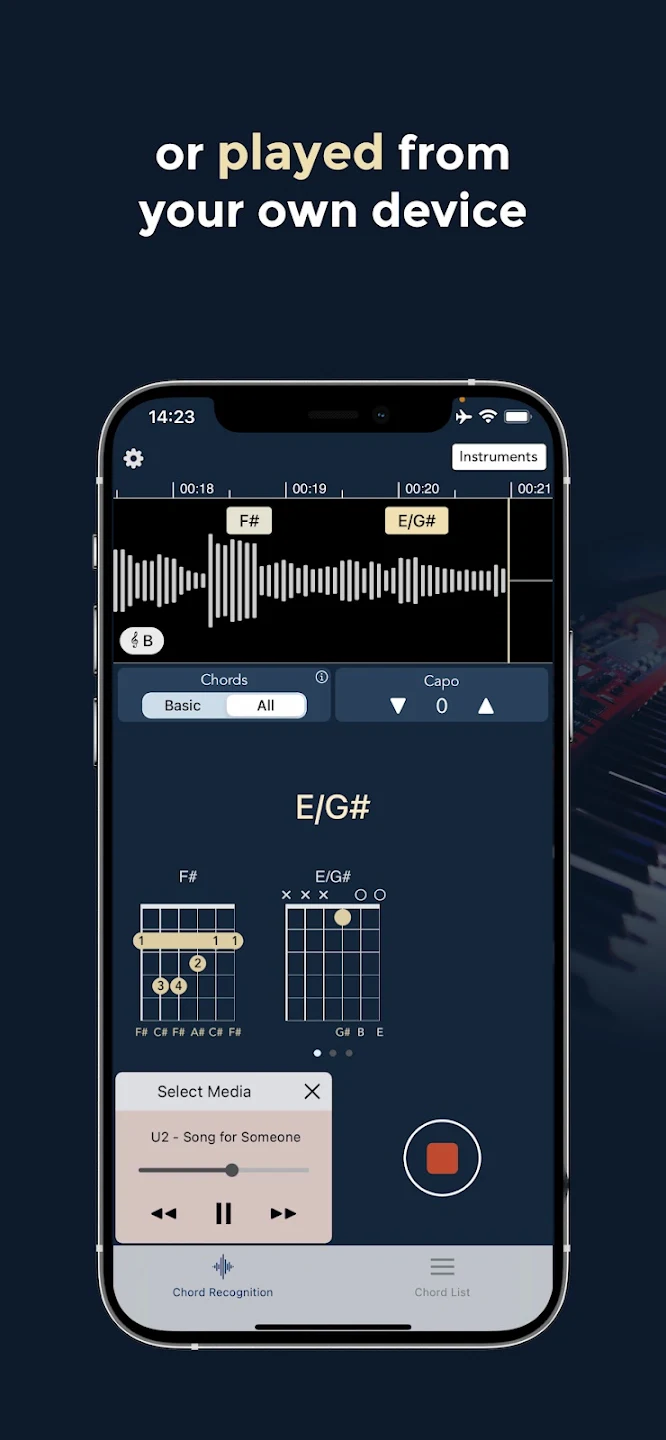 or played from
your own device
14:23
Instruments
00:18 00:19 00:20 00:21
F# E/G#
B
Chords Capo
Basic All 0
E/G#
F# E/G#
× × × O O
1 1 1
2
3 4
F# C# F# A# C# F# G# B E
Select Media
U2 - Song for Someone
Chord Recognition Chord List